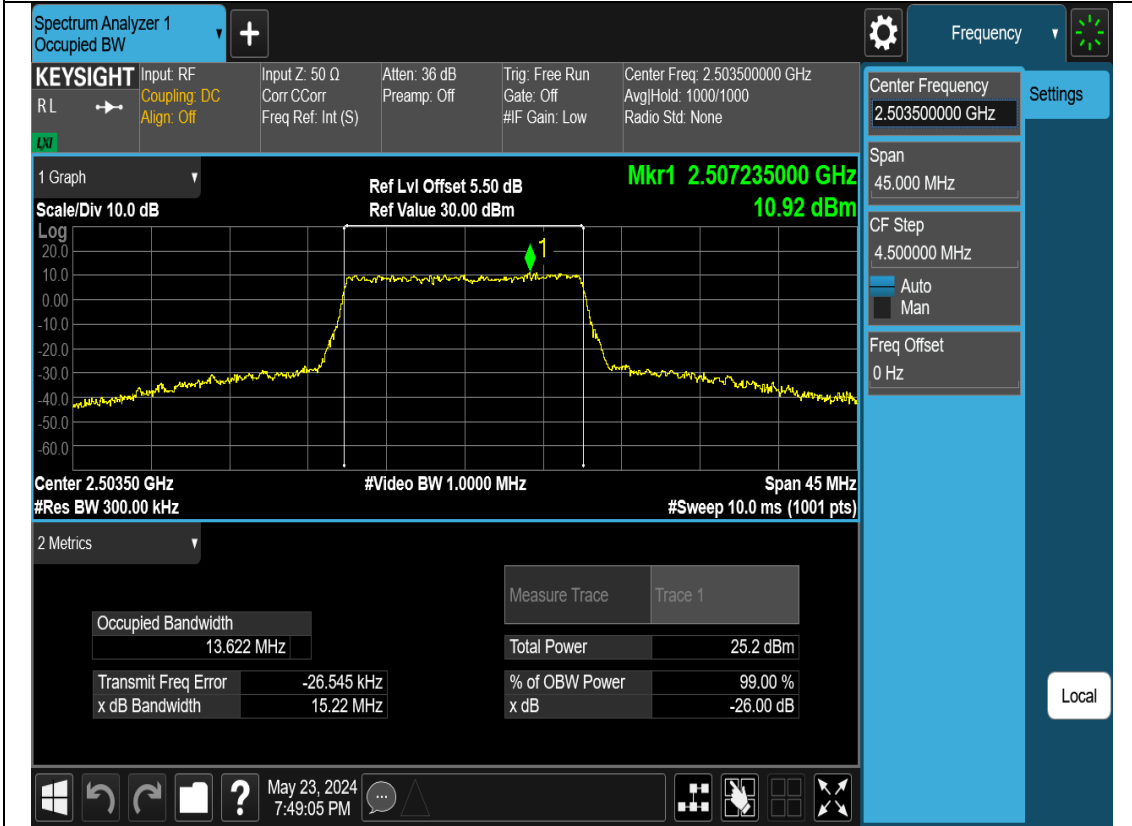 Spectrum Analyzer 1
Occupied BW
+
Frequency
KEYSIGHT
RL
LXI
Input: RF
Coupling: DC
Align: Off
Input Z: 50 Ω
Corr CCorr
Freq Ref: Int (S)
Atten: 36 dB
Preamp: Off
Trig: Free Run
Gate: Off
#IF Gain: Low
Center Freq: 2.503500000 GHz
Avg|Hold: 1000/1000
Radio Std: None
Center Frequency
2.503500000 GHz
Settings
Span
45.000 MHz
CF Step
4.500000 MHz
Auto
Man
Freq Offset
0 Hz
Local
1 Graph
Scale/Div 10.0 dB
Ref Lvl Offset 5.50 dB
Ref Value 30.00 dBm
Mkr1 2.507235000 GHz
10.92 dBm
Log
20.0
10.0
0.00
-10.0
-20.0
-30.0
-40.0
-50.0
-60.0
1
Center 2.50350 GHz
#Video BW 1.0000 MHz
Span 45 MHz
#Res BW 300.00 kHz
#Sweep 10.0 ms (1001 pts)
2 Metrics
Measure Trace
Trace 1
Occupied Bandwidth
13.622 MHz
Total Power
25.2 dBm
Transmit Freq Error
-26.545 kHz
% of OBW Power
99.00 %
x dB Bandwidth
15.22 MHz
x dB
-26.00 dB
?
May 23, 2024
7:49:05 PM